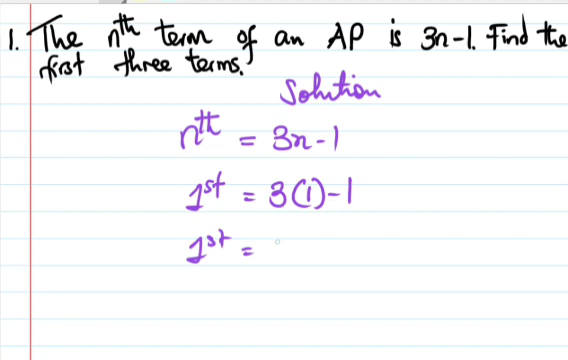 1. The nth term of an AP is 3n-1. Find the
first three terms.
Solution
nth = 3n-1
1st = 3(1)-1
1st =